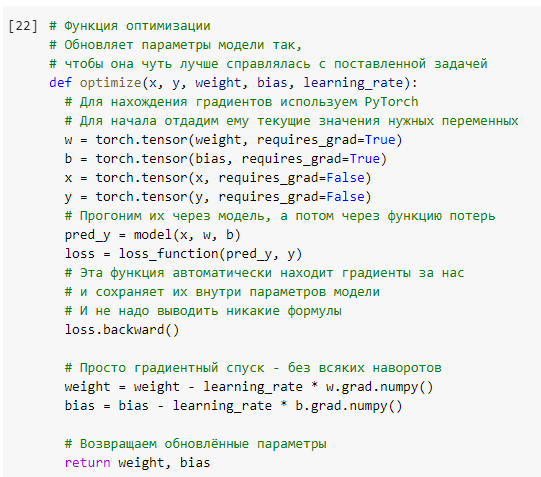 [22] # Функция оптимизации
# Обновляет параметры модели так,
# чтобы она чуть лучше справлялась с поставленной задачей
def optimize(x, y, weight, bias, learning_rate):
  # Для нахождения градиентов используем PyTorch
  # Для начала отдадим ему текущие значения нужных переменных
  w = torch.tensor(weight, requires_grad=True)
  b = torch.tensor(bias, requires_grad=True)
  x = torch.tensor(x, requires_grad=False)
  y = torch.tensor(y, requires_grad=False)
  # Прогоним их через модель, а потом через функцию потерь
  pred_y = model(x, w, b)
  loss = loss_function(pred_y, y)
  # Эта функция автоматически находит градиенты за нас
  # и сохраняет их внутри параметров модели
  # И не надо выводить никакие формулы
  loss.backward()

  # Просто градиентный спуск - без всяких наворотов
  weight = weight - learning_rate * w.grad.numpy()
  bias = bias - learning_rate * b.grad.numpy()

  # Возвращаем обновлённые параметры
  return weight, bias